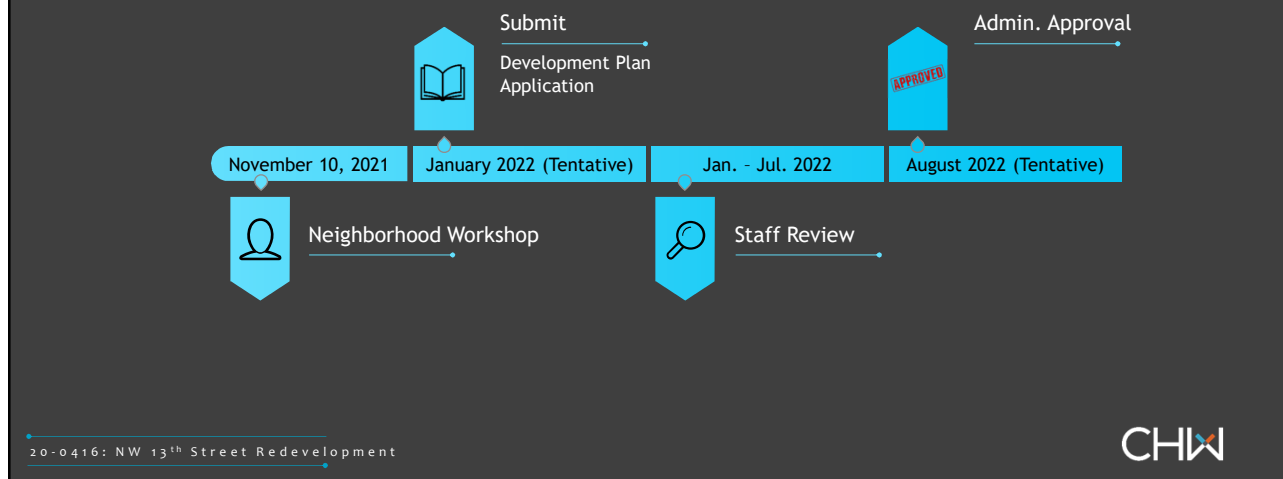 Submit
Development Plan
Application
Admin. Approval
APPROVED
November 10, 2021
January 2022 (Tentative)
Jan. – Jul. 2022
August 2022 (Tentative)
Neighborhood Workshop
Staff Review
20-0416: NW 13th Street Redevelopment
CHW